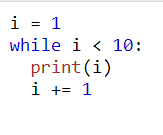 i = 1
while i < 10:
  print(i)
  i += 1